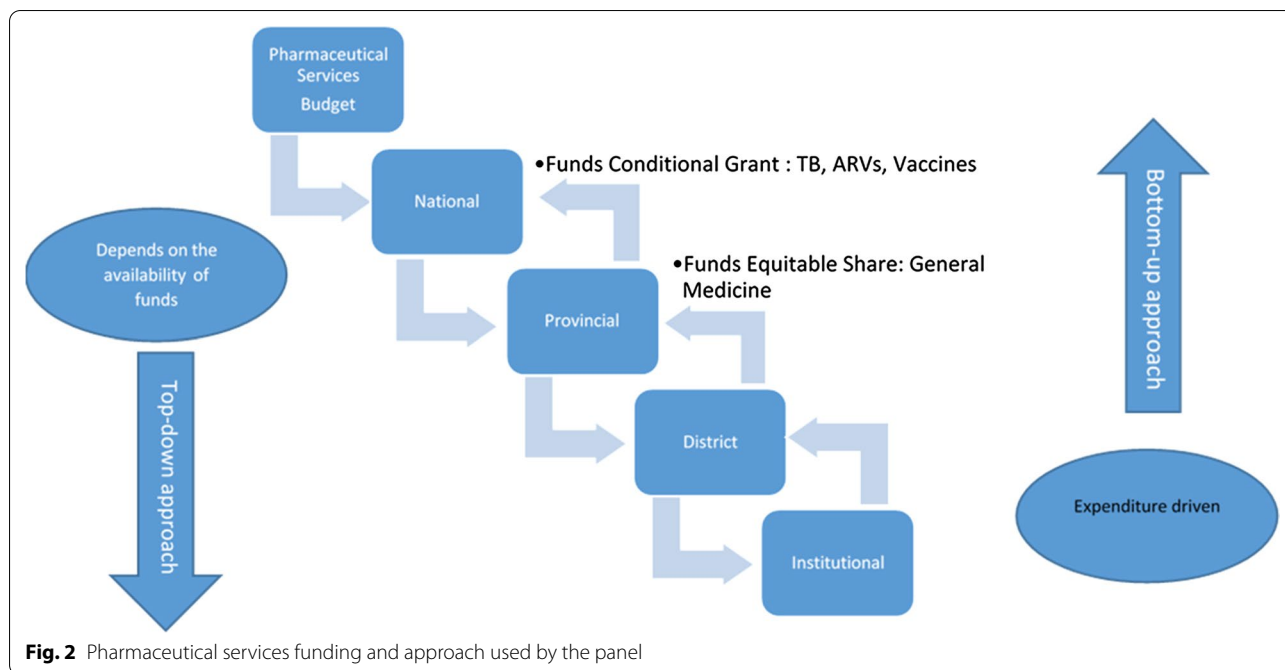 Pharmaceutical
Services
Budget
•Funds Conditional Grant : TB, ARVs, Vaccines
National
Depends on the
availability of
funds
•Funds Equitable Share: General
Medicine
Provincial
Bottom-up approach
Top-down approach
District
Expenditure driven
Institutional
Fig. 2 Pharmaceutical services funding and approach used by the panel